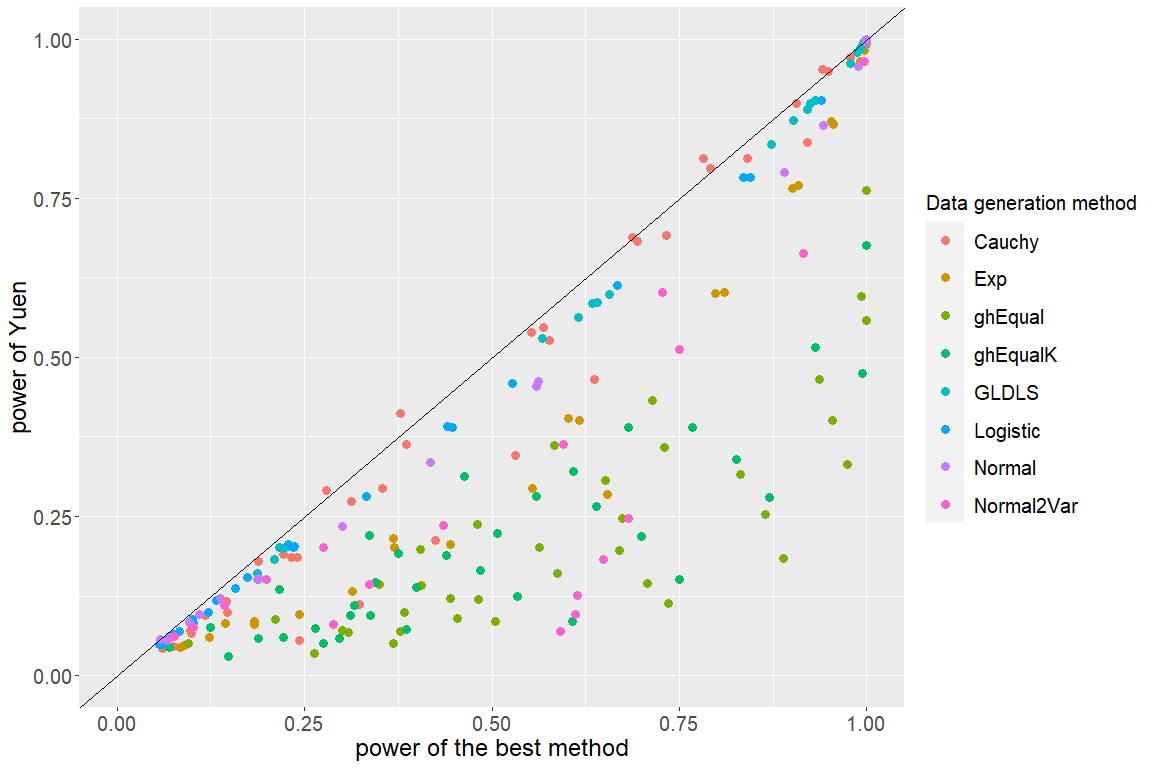 1.00
0.75
0.50
0.25
0.00
power of Yuen
0.00 0.25 0.50 0.75 1.00
power of the best method
Data generation method
Cauchy
Exp
ghEqual
ghEqualK
GLDLS
Logistic
Normal
Normal2Var